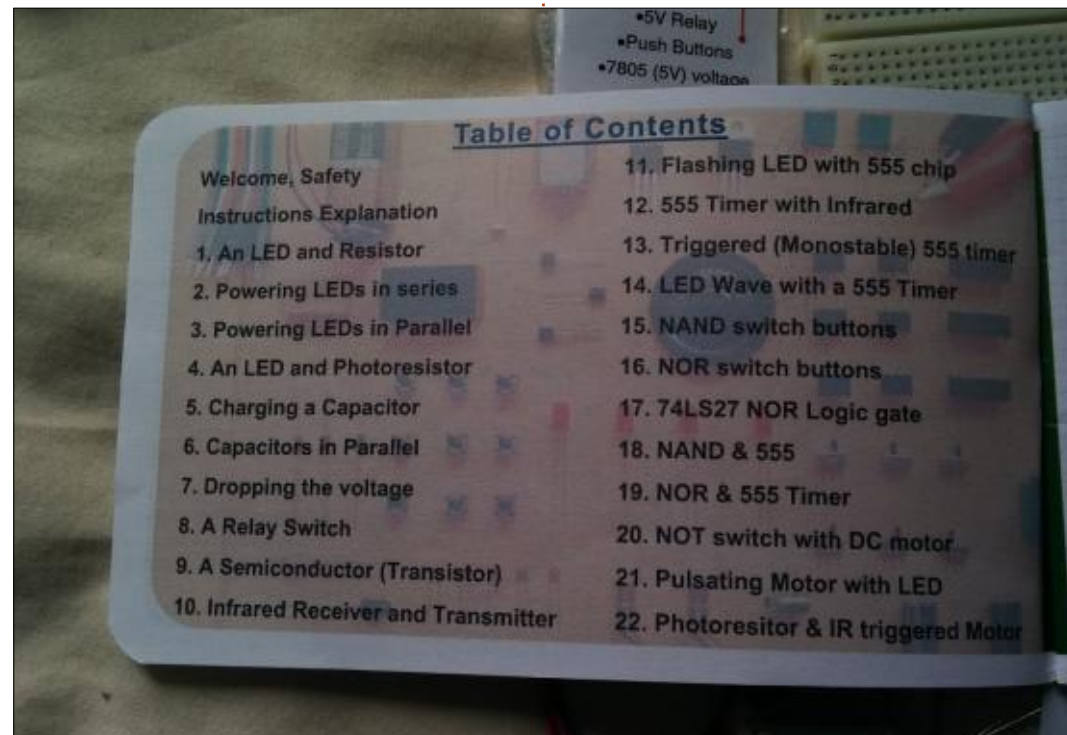 •5V Relay
•Push Buttons
•7805 (5V) voltage
Table of Contents
Welcome, Safety
Instructions Explanation
1. An LED and Resistor
2. Powering LEDs in series
3. Powering LEDs in Parallel
4. An LED and Photoresistor
5. Charging a Capacitor
6. Capacitors in Parallel
7. Dropping the voltage
8. A Relay Switch
9. A Semiconductor (Transistor)
10. Infrared Receiver and Transmitter
11. Flashing LED with 555 chip
12. 555 Timer with Infrared
13. Triggered (Monostable) 555 timer
14. LED Wave with a 555 Timer
15. NAND switch buttons
16. NOR switch buttons
17. 74LS27 NOR Logic gate
18. NAND & 555
19. NOR & 555 Timer
20. NOT switch with DC motor
21. Pulsating Motor with LED
22. Photoresitor & IR triggered Motor